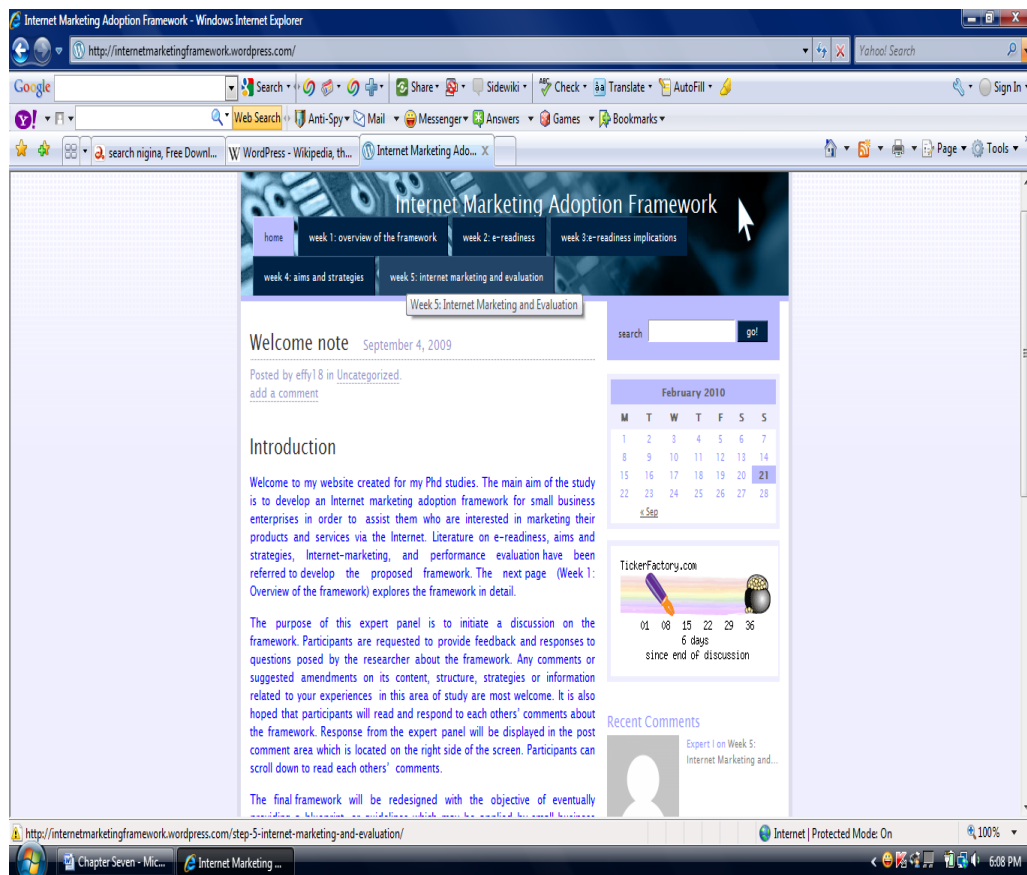 Internet Marketing Adoption Framework - Windows Internet Explorer
http://internetmarketingframework.wordpress.com/
Yahoo! Search
Google
Search
Share
Sidewiki
Check
Translate
AutoFill
Sign In
Web Search
Anti-Spy
Mail
Messenger
Answers
Games
Bookmarks
search nigina, Free Downl...
WordPress - Wikipedia, th...
Internet Marketing Ado...
Page
Tools
Internet Marketing Adoption Framework
home week 1: overview of the framework week 2: e-readiness week 3:e-readiness implications
week 4: aims and strategies week 5: internet marketing and evaluation
Week 5: Internet Marketing and Evaluation
Welcome note September 4, 2009
Posted by effy18 in Uncategorized.
add a comment
Introduction
Welcome to my website created for my Phd studies. The main aim of the study
is to develop an Internet marketing adoption framework for small business
enterprises in order to assist them who are interested in marketing their
products and services via the Internet. Literature on e-readiness, aims and
strategies, Internet-marketing, and performance evaluation have been
referred to develop the proposed framework. The next page (Week 1:
Overview of the framework) explores the framework in detail.
The purpose of this expert panel is to initiate a discussion on the
framework. Participants are requested to provide feedback and responses to
questions posed by the researcher about the framework. Any comments or
suggested amendments on its content, structure, strategies or information
related to your experiences in this area of study are most welcome. It is also
hoped that participants will read and respond to each others' comments about
the framework. Response from the expert panel will be displayed in the post
comment area which is located on the right side of the screen. Participants can
scroll down to read each others' comments.
The final framework will be redesigned with the objective of eventually
search go!
February 2010
M T W T F S S
1 2 3 4 5 6 7
8 9 10 11 12 13 14
15 16 17 18 19 20 21
22 23 24 25 26 27 28
« Sep
TickerFactory.com
01 08 15 22 29 36
6 days
since end of discussion
Recent Comments
Expert I on Week 5:
Internet Marketing and...
http://internetmarketingframework.wordpress.com/step-5-internet-marketing-and-evaluation/
Internet | Protected Mode: On
100%
Chapter Seven - Mic...
Internet Marketing ...
6:08 PM